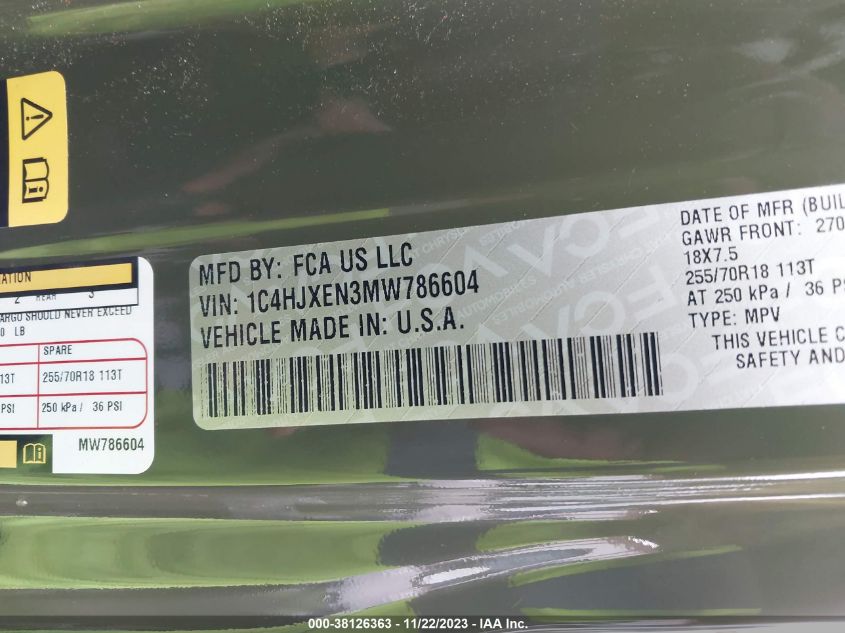 ATION
2 REAR 3
ARGO SHOULD NEVER EXCEED
0 LB
SPARE
13T 255/70R18 113T
PSI 250 kPa / 36 PSI
MW786604
MFD BY: FCA US LLC
VIN: 1C4HJXEN3MW786604
VEHICLE MADE IN: U.S.A.
DATE OF MFR (BUIL
GAWR FRONT: 270
18X7.5
255/70R18 113T
AT 250 kPa / 36 PS
TYPE: MPV
THIS VEHICLE C
SAFETY AND
000-38126363 - 11/22/2023 - IAA Inc.